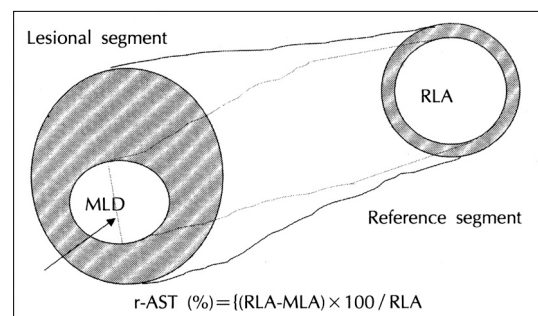 Lesional segment
RLA
MLD
Reference segment
r-AST (%)={(RLA-MLA)×100/RLA